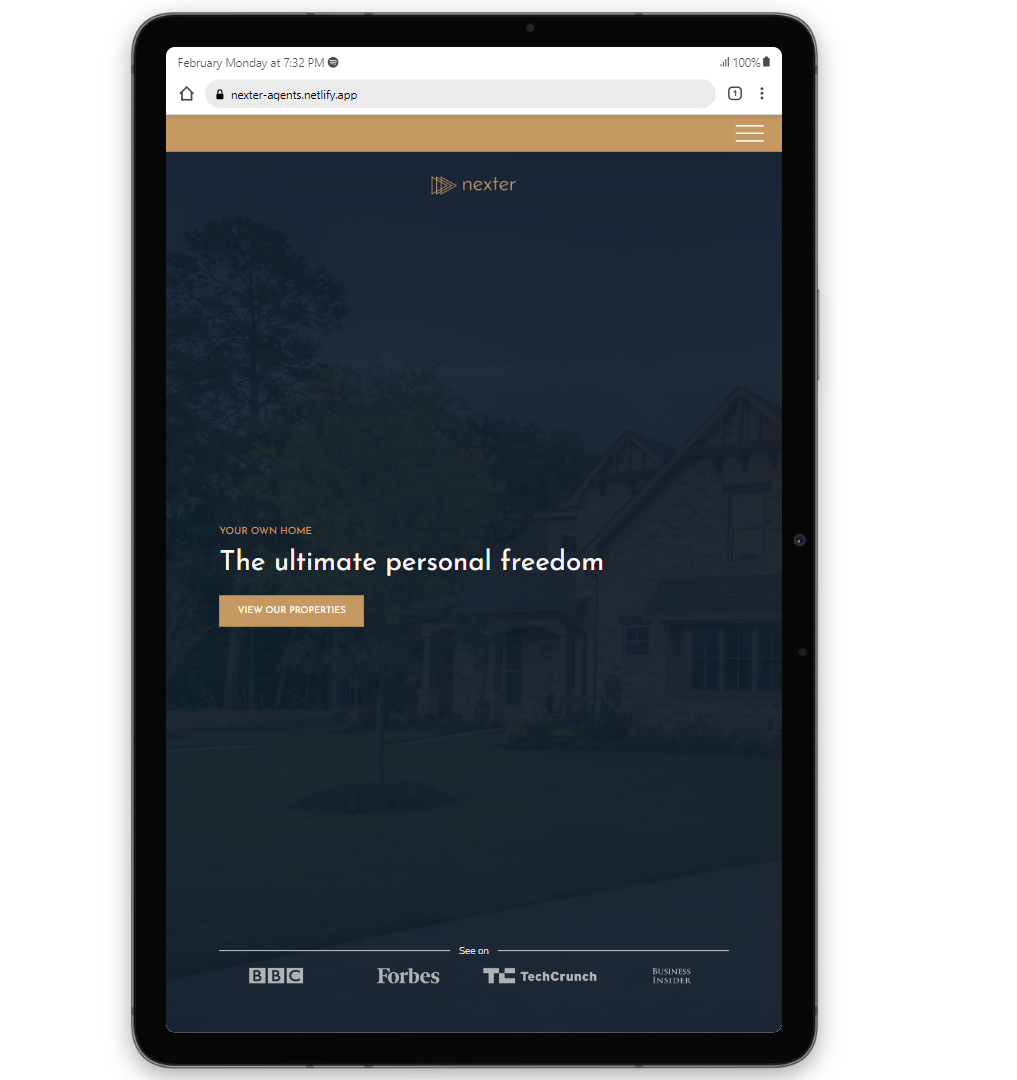 February Monday at 7:32 PM
100%
nexter-agents.netlify.app
1
nexter
YOUR OWN HOME
The ultimate personal freedom
VIEW OUR PROPERTIES
See on
BBC Forbes TC TechCrunch BUSINESS
INSIDER